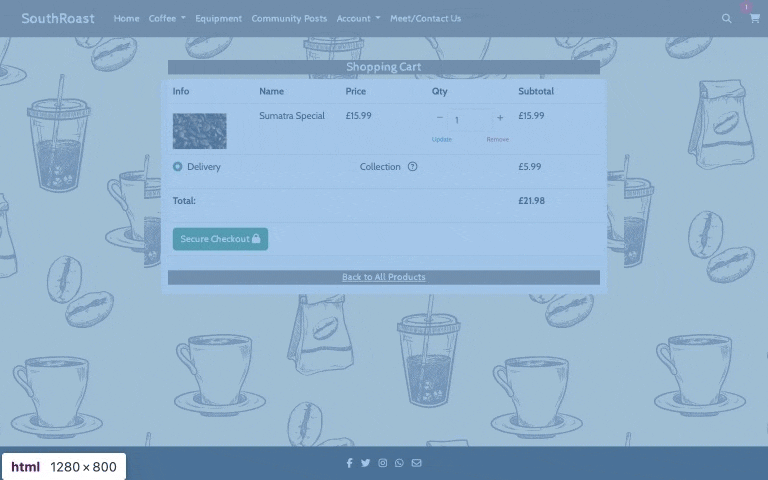 SouthRoast Home Coffee Equipment Community Posts Account Meet/Contact Us 1
Shopping Cart
Info Name Price Qty Subtotal
Sumatra Special £15.99 − 1 + £15.99
Update Remove
Delivery Collection ? £5.99
Total: £21.98
Secure Checkout
Back to All Products
html 1280 × 800